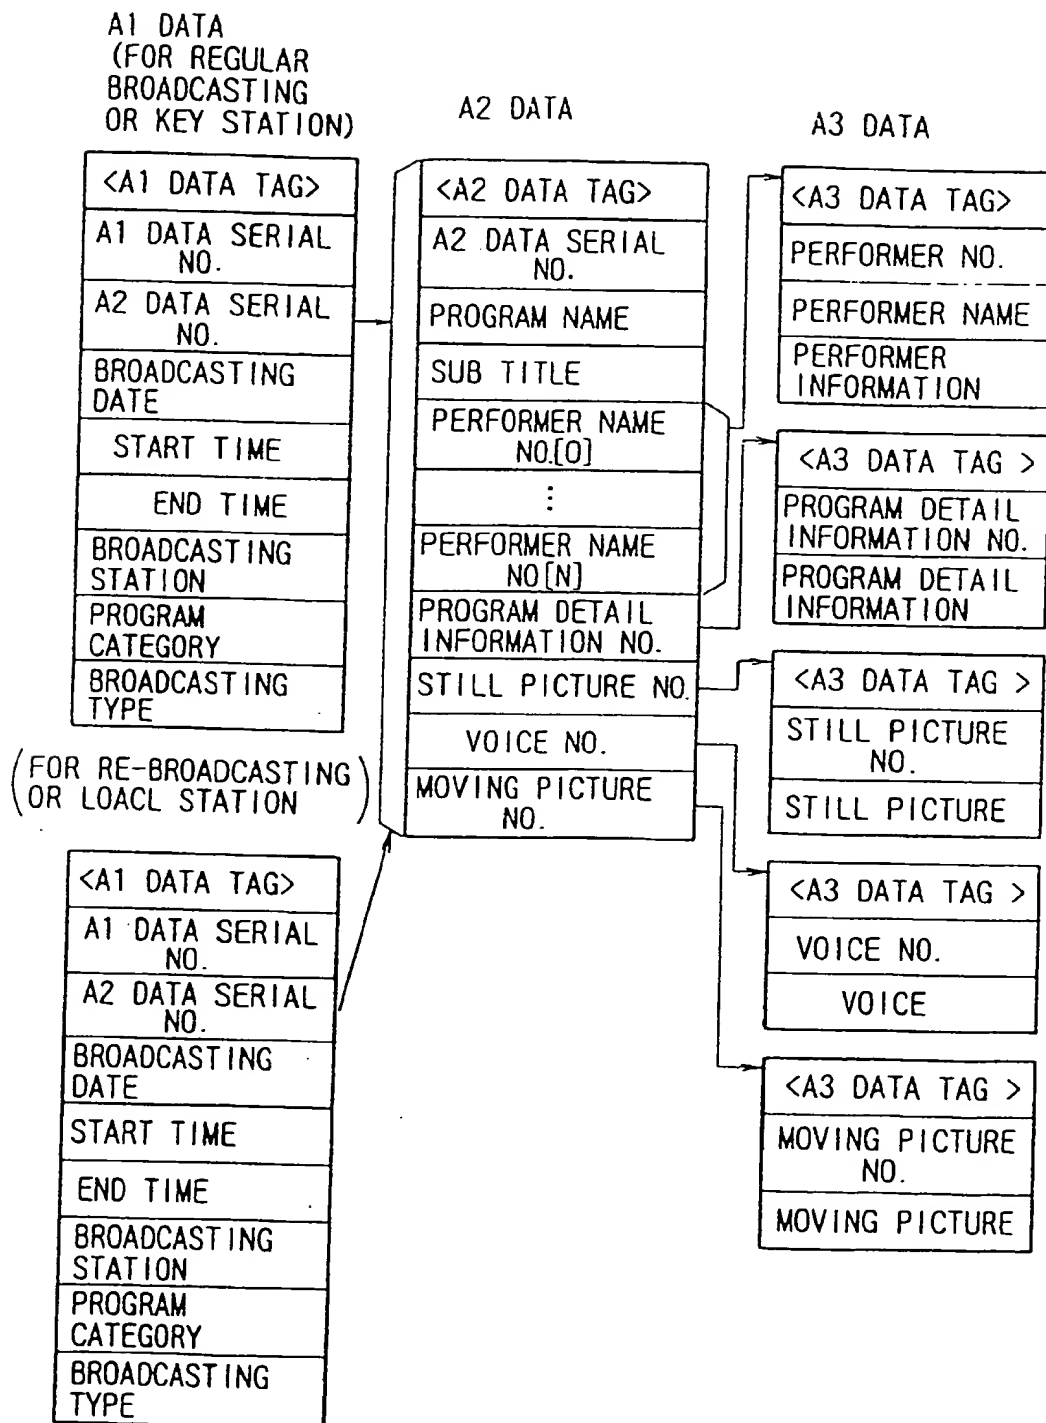 A1 DATA
(FOR REGULAR
BROADCASTING
OR KEY STATION)
<A1 DATA TAG>
A1 DATA SERIAL
NO.
A2 DATA SERIAL
NO.
BROADCASTING
DATE
START TIME
END TIME
BROADCASTING
STATION
PROGRAM
CATEGORY
BROADCASTING
TYPE
(FOR RE-BROADCASTING
OR LOACL STATION)
<A1 DATA TAG>
A1 DATA SERIAL
NO.
A2 DATA SERIAL
NO.
BROADCASTING
DATE
START TIME
END TIME
BROADCASTING
STATION
PROGRAM
CATEGORY
BROADCASTING
TYPE
A2 DATA
<A2 DATA TAG>
A2 DATA SERIAL
NO.
PROGRAM NAME
SUB TITLE
PERFORMER NAME
NO.[0]
⋮
PERFORMER NAME
NO[N]
PROGRAM DETAIL
INFORMATION NO.
STILL PICTURE NO.
VOICE NO.
MOVING PICTURE
NO.
A3 DATA
<A3 DATA TAG>
PERFORMER NO.
PERFORMER NAME
PERFORMER
INFORMATION
<A3 DATA TAG >
PROGRAM DETAIL
INFORMATION NO.
PROGRAM DETAIL
INFORMATION
<A3 DATA TAG >
STILL PICTURE
NO.
STILL PICTURE
<A3 DATA TAG >
VOICE NO.
VOICE
<A3 DATA TAG >
MOVING PICTURE
NO.
MOVING PICTURE